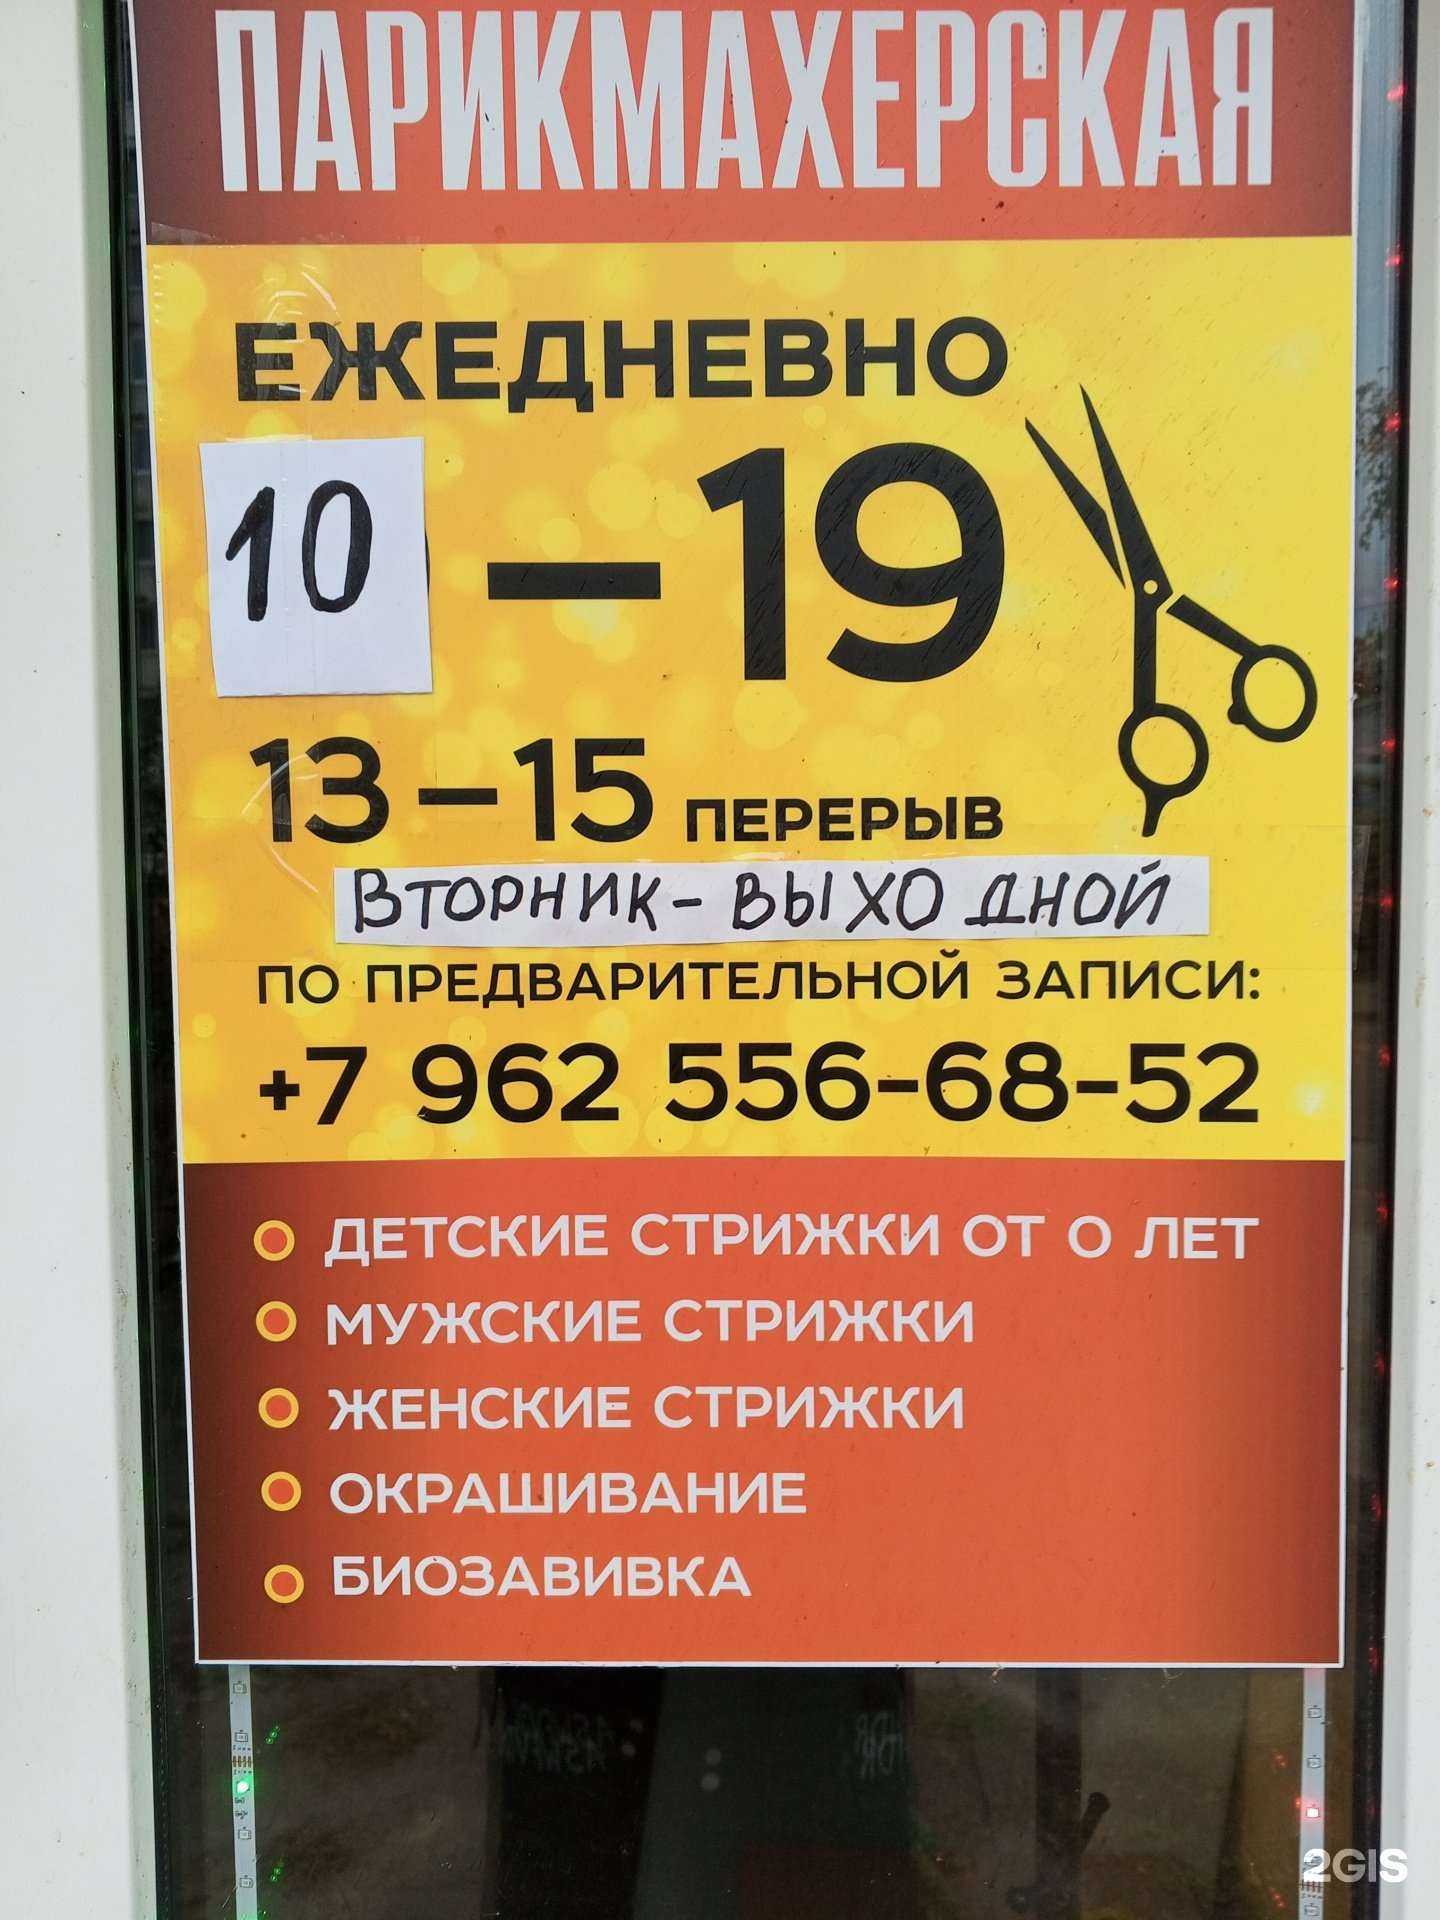 ПАРИКМАХЕРСКАЯ
ЕЖЕДНЕВНО
10 – 19
13 – 15 ПЕРЕРЫВ
ВТОРНИК - ВЫХОДНОЙ
ПО ПРЕДВАРИТЕЛЬНОЙ ЗАПИСИ:
+7 962 556-68-52
ДЕТСКИЕ СТРИЖКИ ОТ 0 ЛЕТ
МУЖСКИЕ СТРИЖКИ
ЖЕНСКИЕ СТРИЖКИ
ОКРАШИВАНИЕ
БИОЗАВИВКА
2GIS